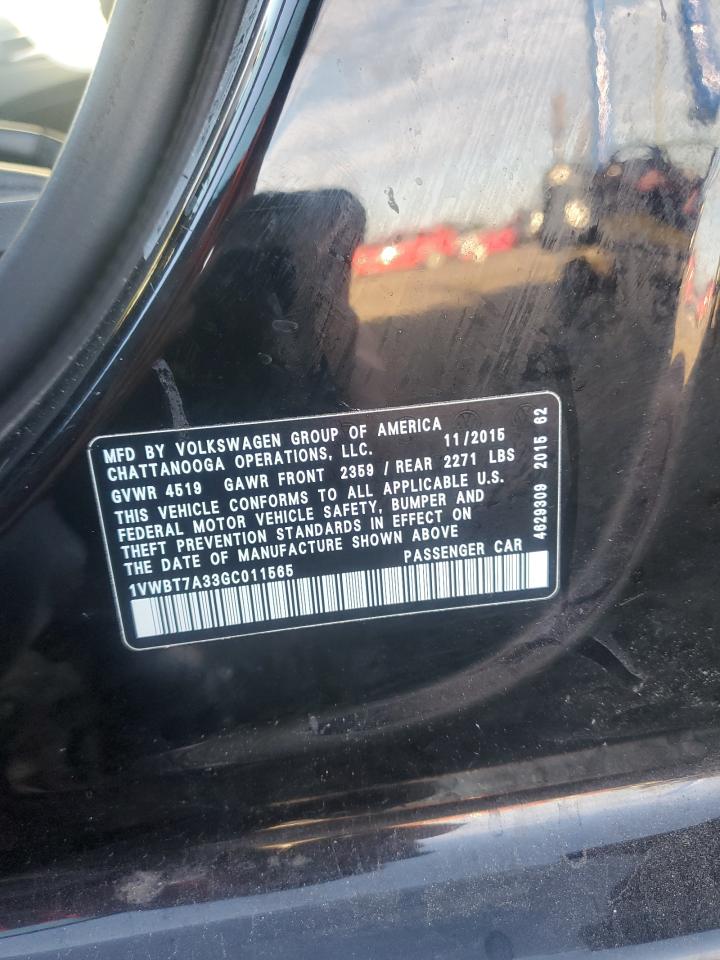 MFD BY VOLKSWAGEN GROUP OF AMERICA
CHATTANOOGA OPERATIONS, LLC. 11/2015
GVWR 4519 GAWR FRONT 2359 / REAR 2271 LBS
THIS VEHICLE CONFORMS TO ALL APPLICABLE U.S.
FEDERAL MOTOR VEHICLE SAFETY, BUMPER AND
THEFT PREVENTION STANDARDS IN EFFECT ON
THE DATE OF MANUFACTURE SHOWN ABOVE
1VWBT7A33GC011565 PASSENGER CAR
4629309 2015 62